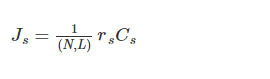 J_s = \frac{1}{(N,L)} r_s C_s